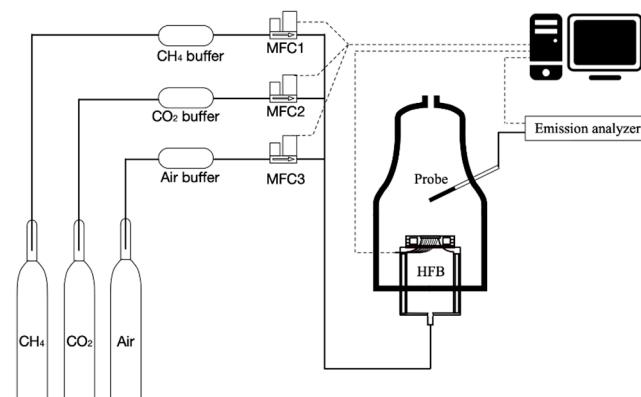 CH₄ buffer
MFC1
CO₂ buffer
MFC2
Air buffer
MFC3
Emission analyzer
Probe
HFB
CH₄
CO₂
Air